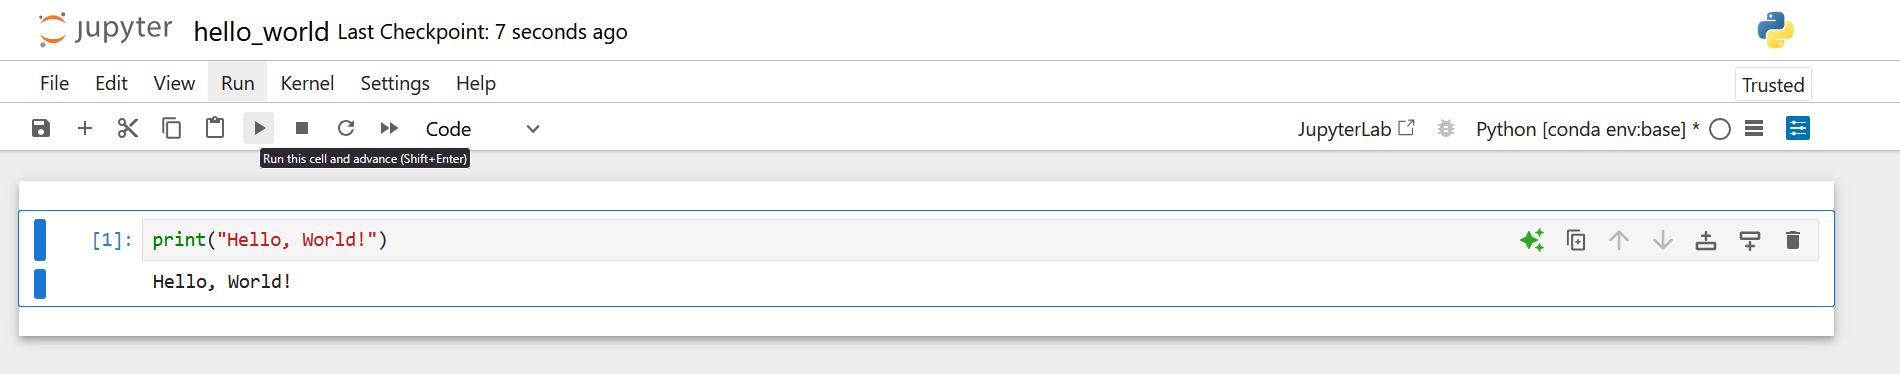 jupyter hello_world Last Checkpoint: 7 seconds ago
File Edit View Run Kernel Settings Help Trusted
Code JupyterLab Python [conda env:base] *
Run this cell and advance (Shift+Enter)
[1]: print("Hello, World!")
Hello, World!